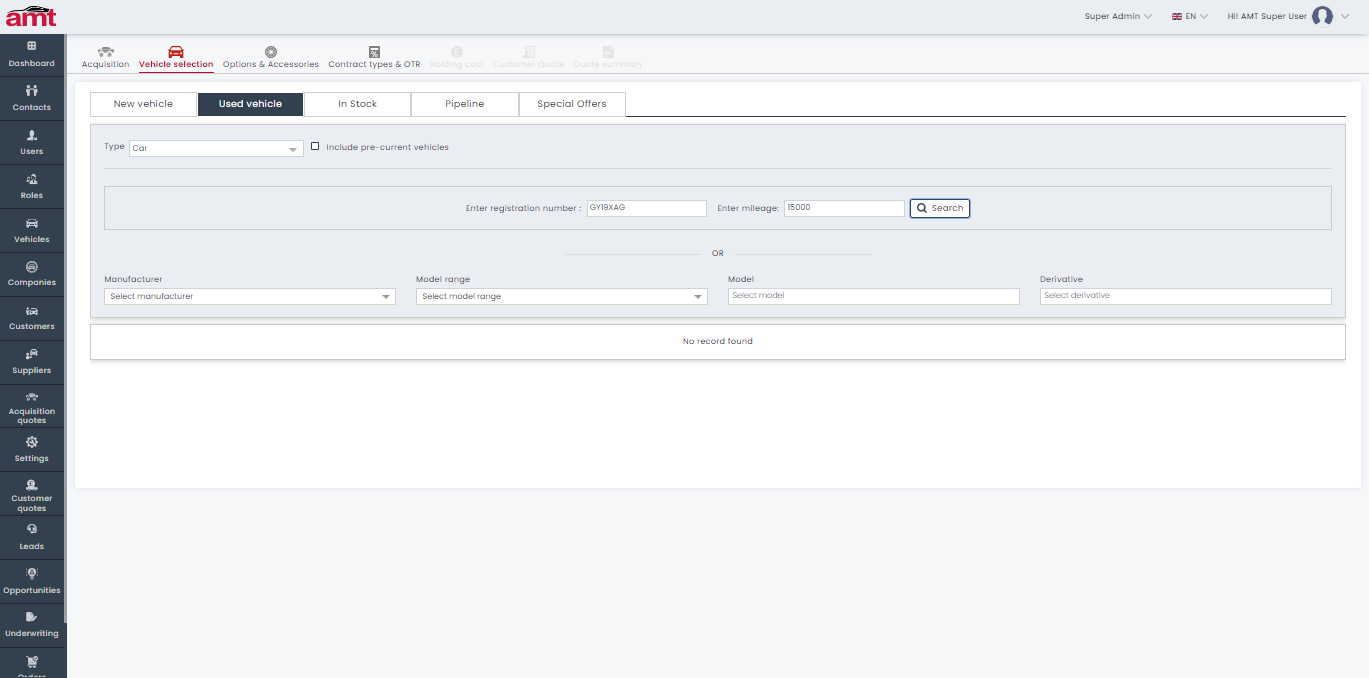 amt
Super Admin
EN
Hi! AMT Super User
Dashboard
Contacts
Users
Roles
Vehicles
Companies
Customers
Suppliers
Acquisition
quotes
Settings
Customer
quotes
Leads
Opportunities
Underwriting
Orders
Acquisition
Vehicle selection
Options & Accessories
Contract types & OTR
Holding cost
Customer Quote
Quote summary
New vehicle
Used vehicle
In Stock
Pipeline
Special Offers
Type
Car
Include pre-current vehicles
Enter registration number :
GY19XAG
Enter mileage:
15000
Search
OR
Manufacturer
Select manufacturer
Model range
Select model range
Model
Select model
Derivative
Select derivative
No record found